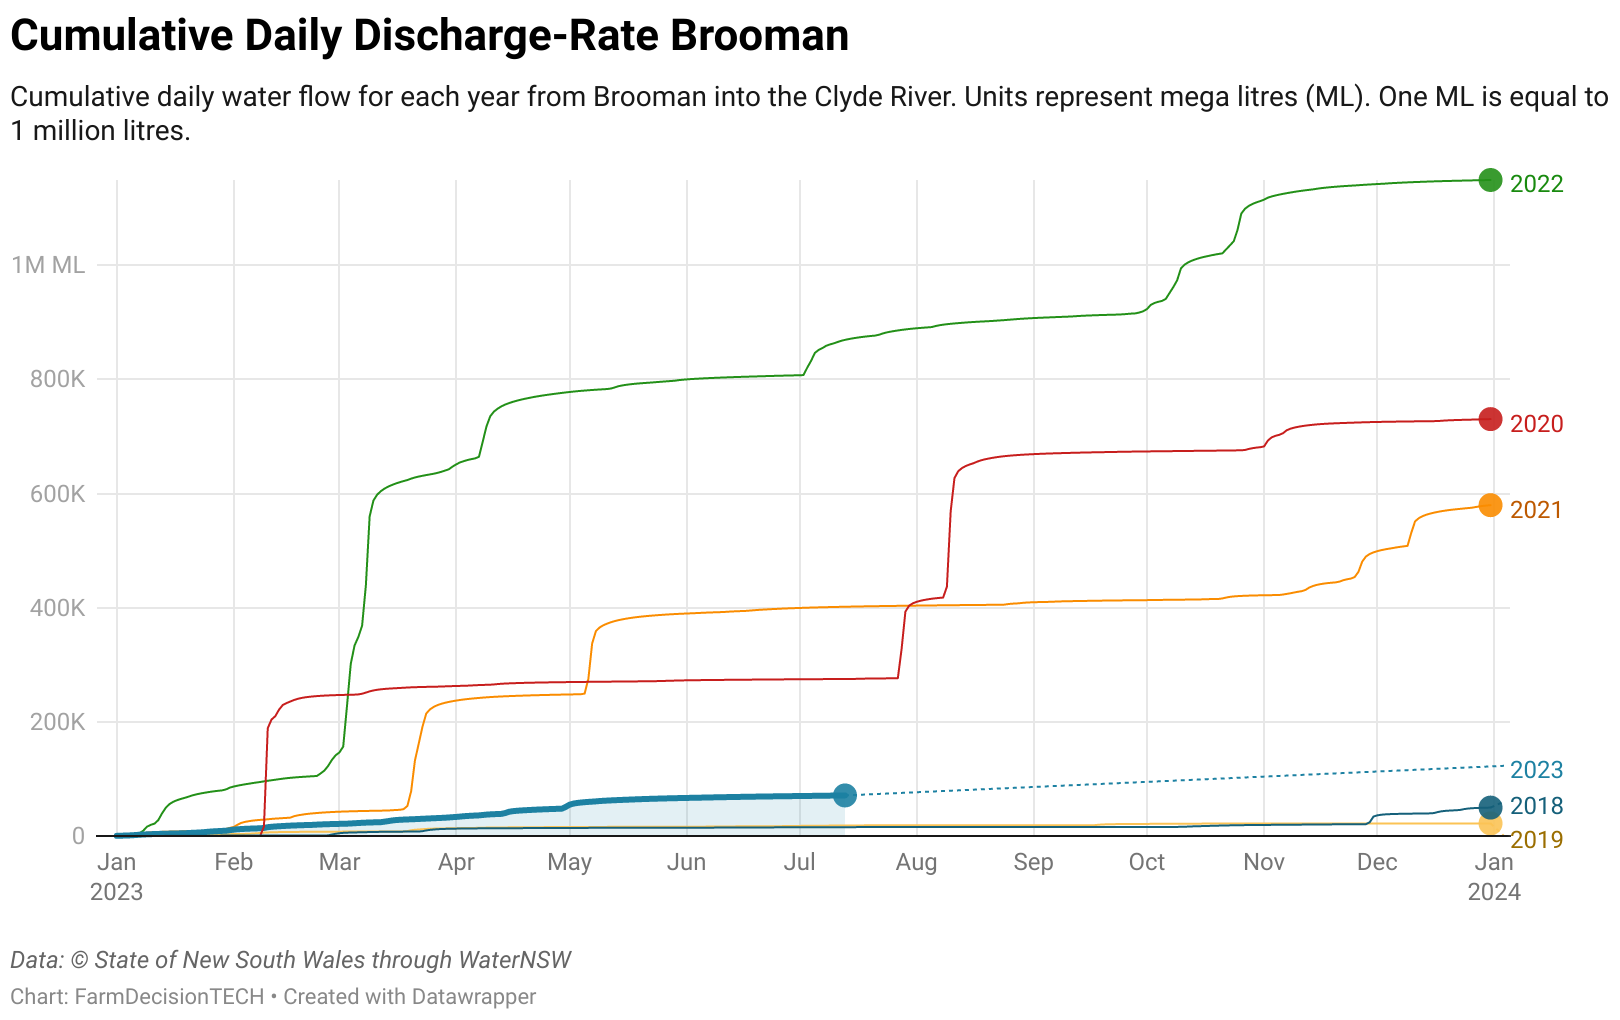 Cumulative Daily Discharge-Rate Brooman
Cumulative daily water flow for each year from Brooman into the Clyde River. Units represent mega litres (ML). One ML is equal to
1 million litres.
2022
1M ML
800K
2020
600K
2021
400K
200K
2023
2018
0
2019
Jan Feb Mar Apr May Jun Jul Aug Sep Oct Nov Dec Jan
2023 2024
Data: © State of New South Wales through WaterNSW
Chart: FarmDecisionTECH • Created with Datawrapper